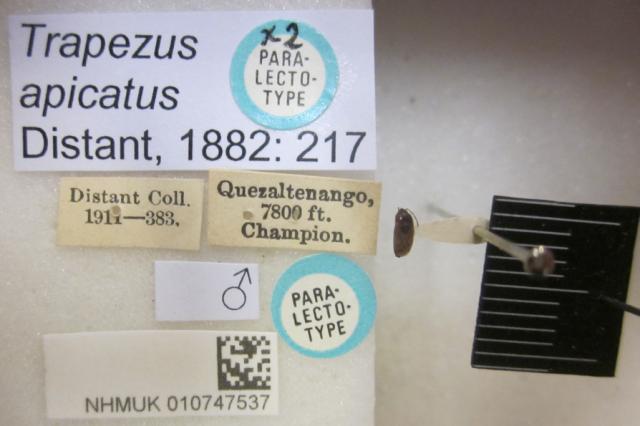 Trapezus
apicatus
Distant, 1882: 217
x2
PARA-
LECTO-
TYPE
Distant Coll.
1911—383.
Quezaltenango,
7800 ft.
Champion.
♂
PARA-
LECTO-
TYPE
NHMUK 010747537